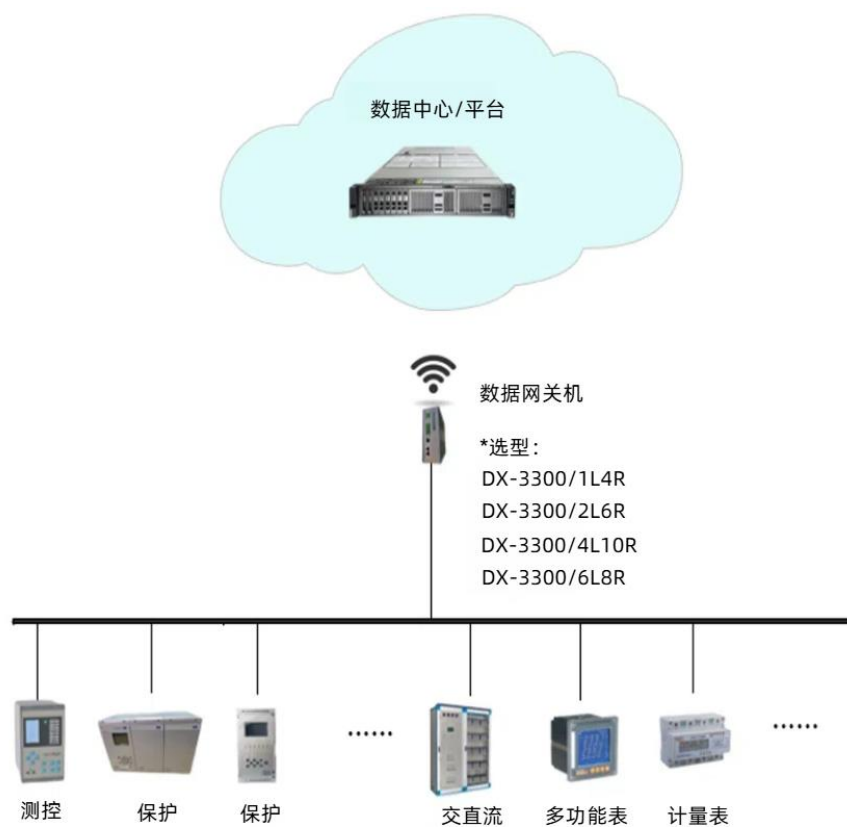 数据中心/平台
数据网关机
*选型:
DX-3300/1L4R
DX-3300/2L6R
DX-3300/4L10R
DX-3300/6L8R
······
······
测控
保护
保护
交直流
多功能表
计量表